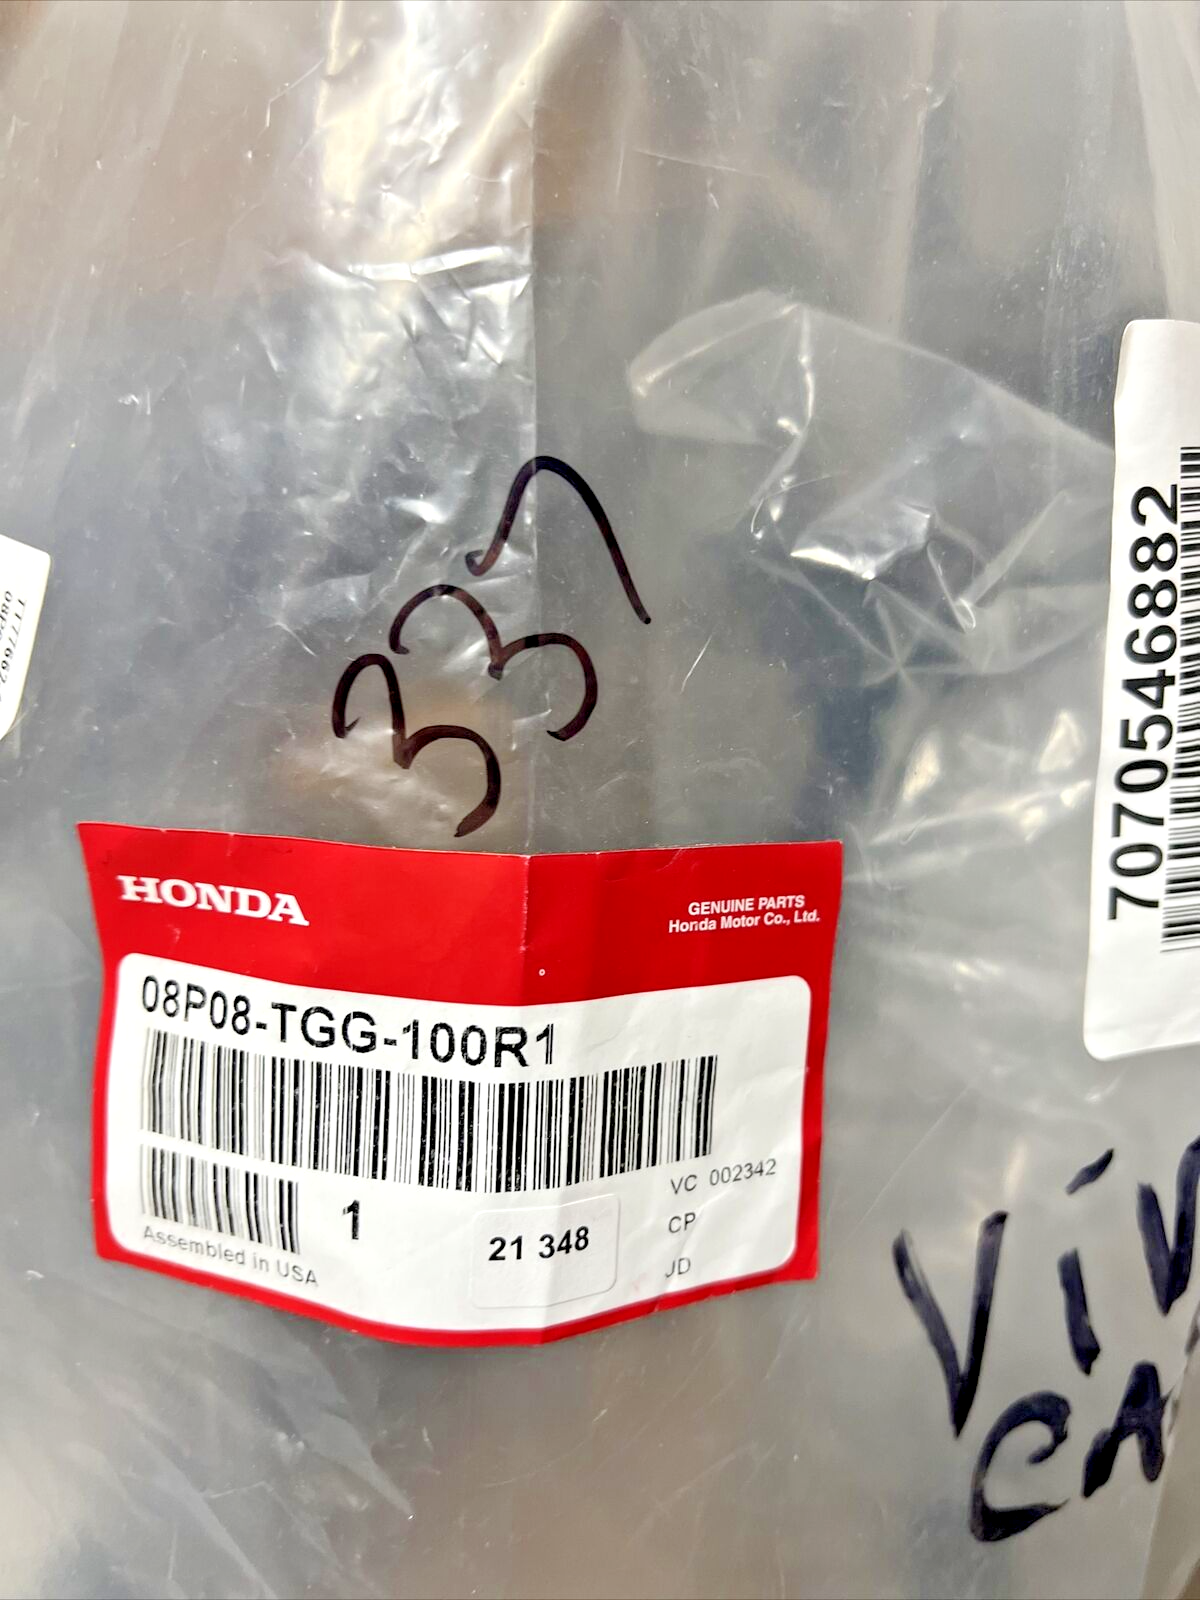 337
HONDA
GENUINE PARTS
Honda Motor Co., Ltd.
08P08-TGG-100R1
1
Assembled in USA
21 348
VC 002342
CP
JD
7070546882